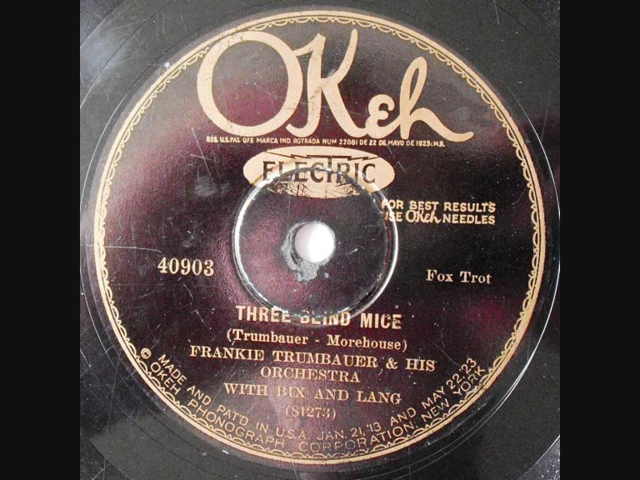 OKeh
REG. U.S. PAT. OFF. MARCA IND. RGTRADA NUM 22081 DE 22 DE MAYO DE 1923: M.R.
ELECTRIC
FOR BEST RESULTS
USE OKeh NEEDLES
40903
Fox Trot
THREE BLIND MICE
(Trumbauer - Morehouse)
FRANKIE TRUMBAUER & HIS
ORCHESTRA
WITH BIX AND LANG
(81273)
© MADE AND PAT'D IN U.S.A. JAN. 21, '13 AND MAY 22-23
OKEH PHONOGRAPH CORPORATION, NEW YORK